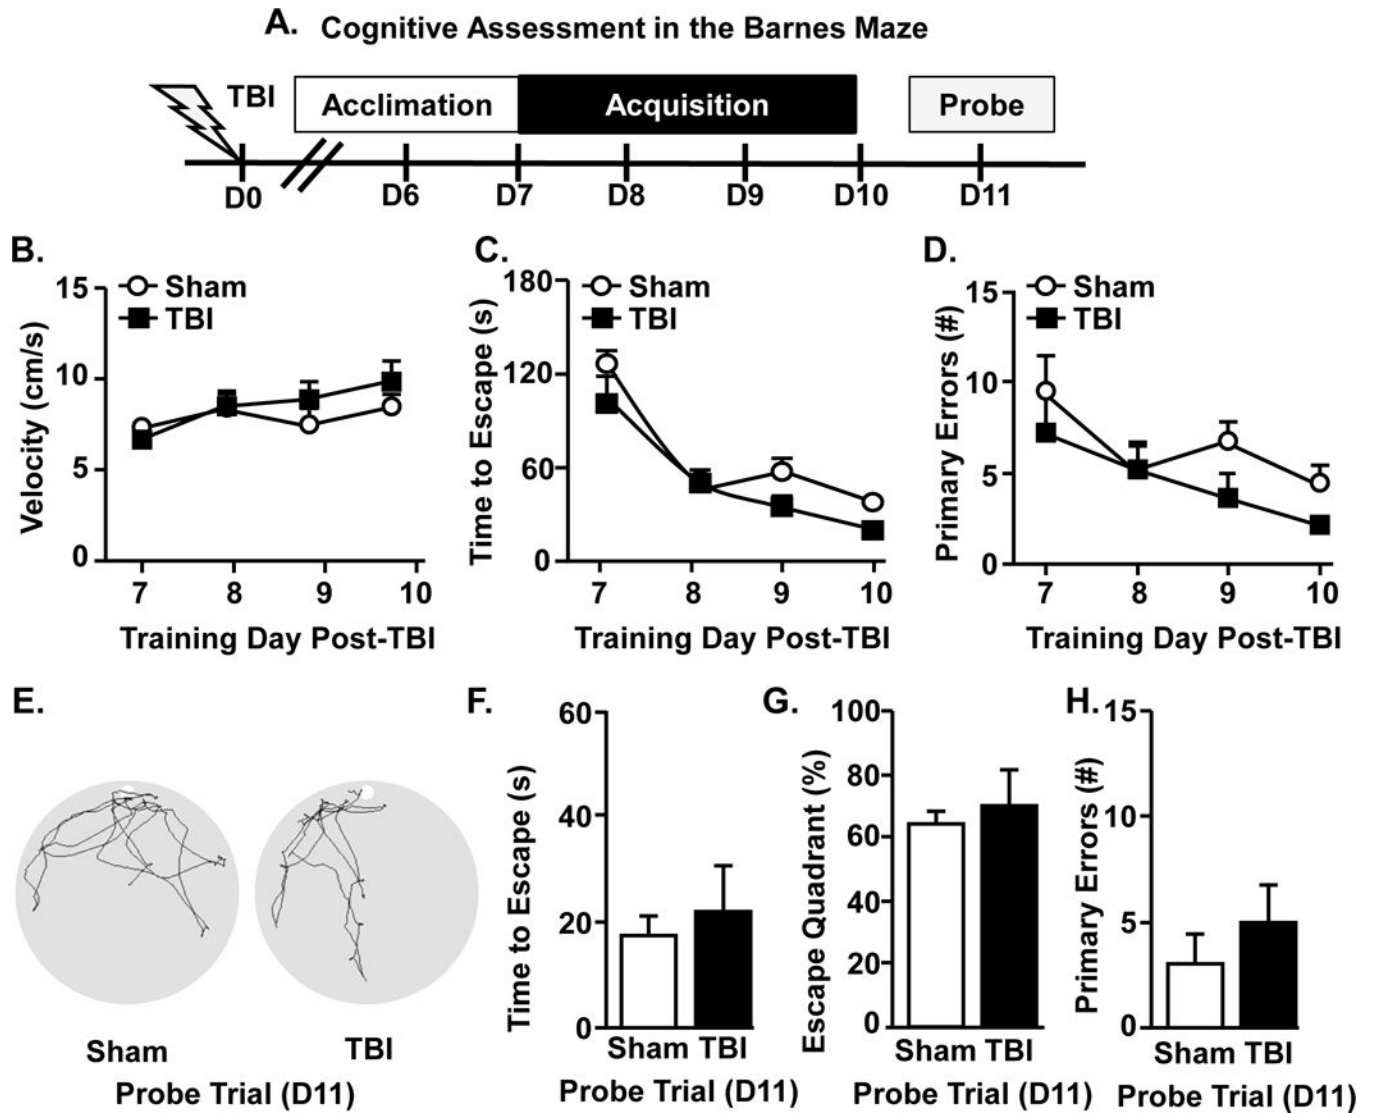 A. Cognitive Assessment in the Barnes Maze
TBI
Acclimation
Acquisition
Probe
D0
D6
D7
D8
D9
D10
D11
B.
15
10
5
0
Velocity (cm/s)
Sham
TBI
7 8 9 10
Training Day Post-TBI
C.
180
120
60
0
Time to Escape (s)
Sham
TBI
7 8 9 10
Training Day Post-TBI
D.
15
10
5
0
Primary Errors (#)
Sham
TBI
7 8 9 10
Training Day Post-TBI
E.
Sham
TBI
Probe Trial (D11)
F.
60
40
20
0
Time to Escape (s)
Sham TBI
Probe Trial (D11)
G.
100
80
60
40
20
0
Escape Quadrant (%)
Sham TBI
Probe Trial (D11)
H.
15
10
5
0
Primary Errors (#)
Sham TBI
Probe Trial (D11)